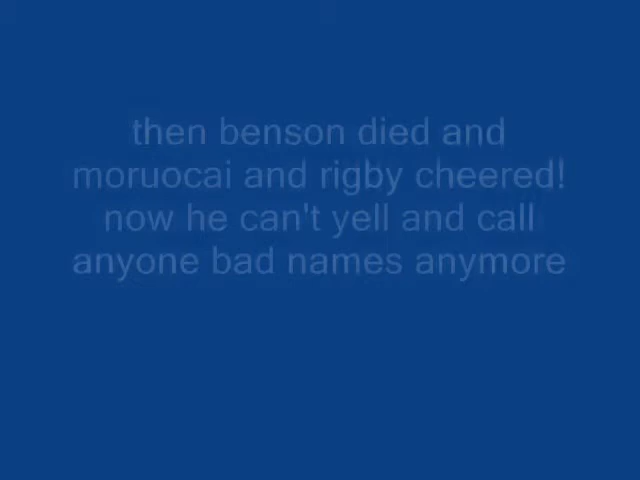 then benson died and
moruocai and rigby cheered!
now he can't yell and call
anyone bad names anymore